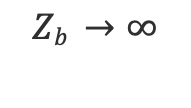 Z_b → ∞